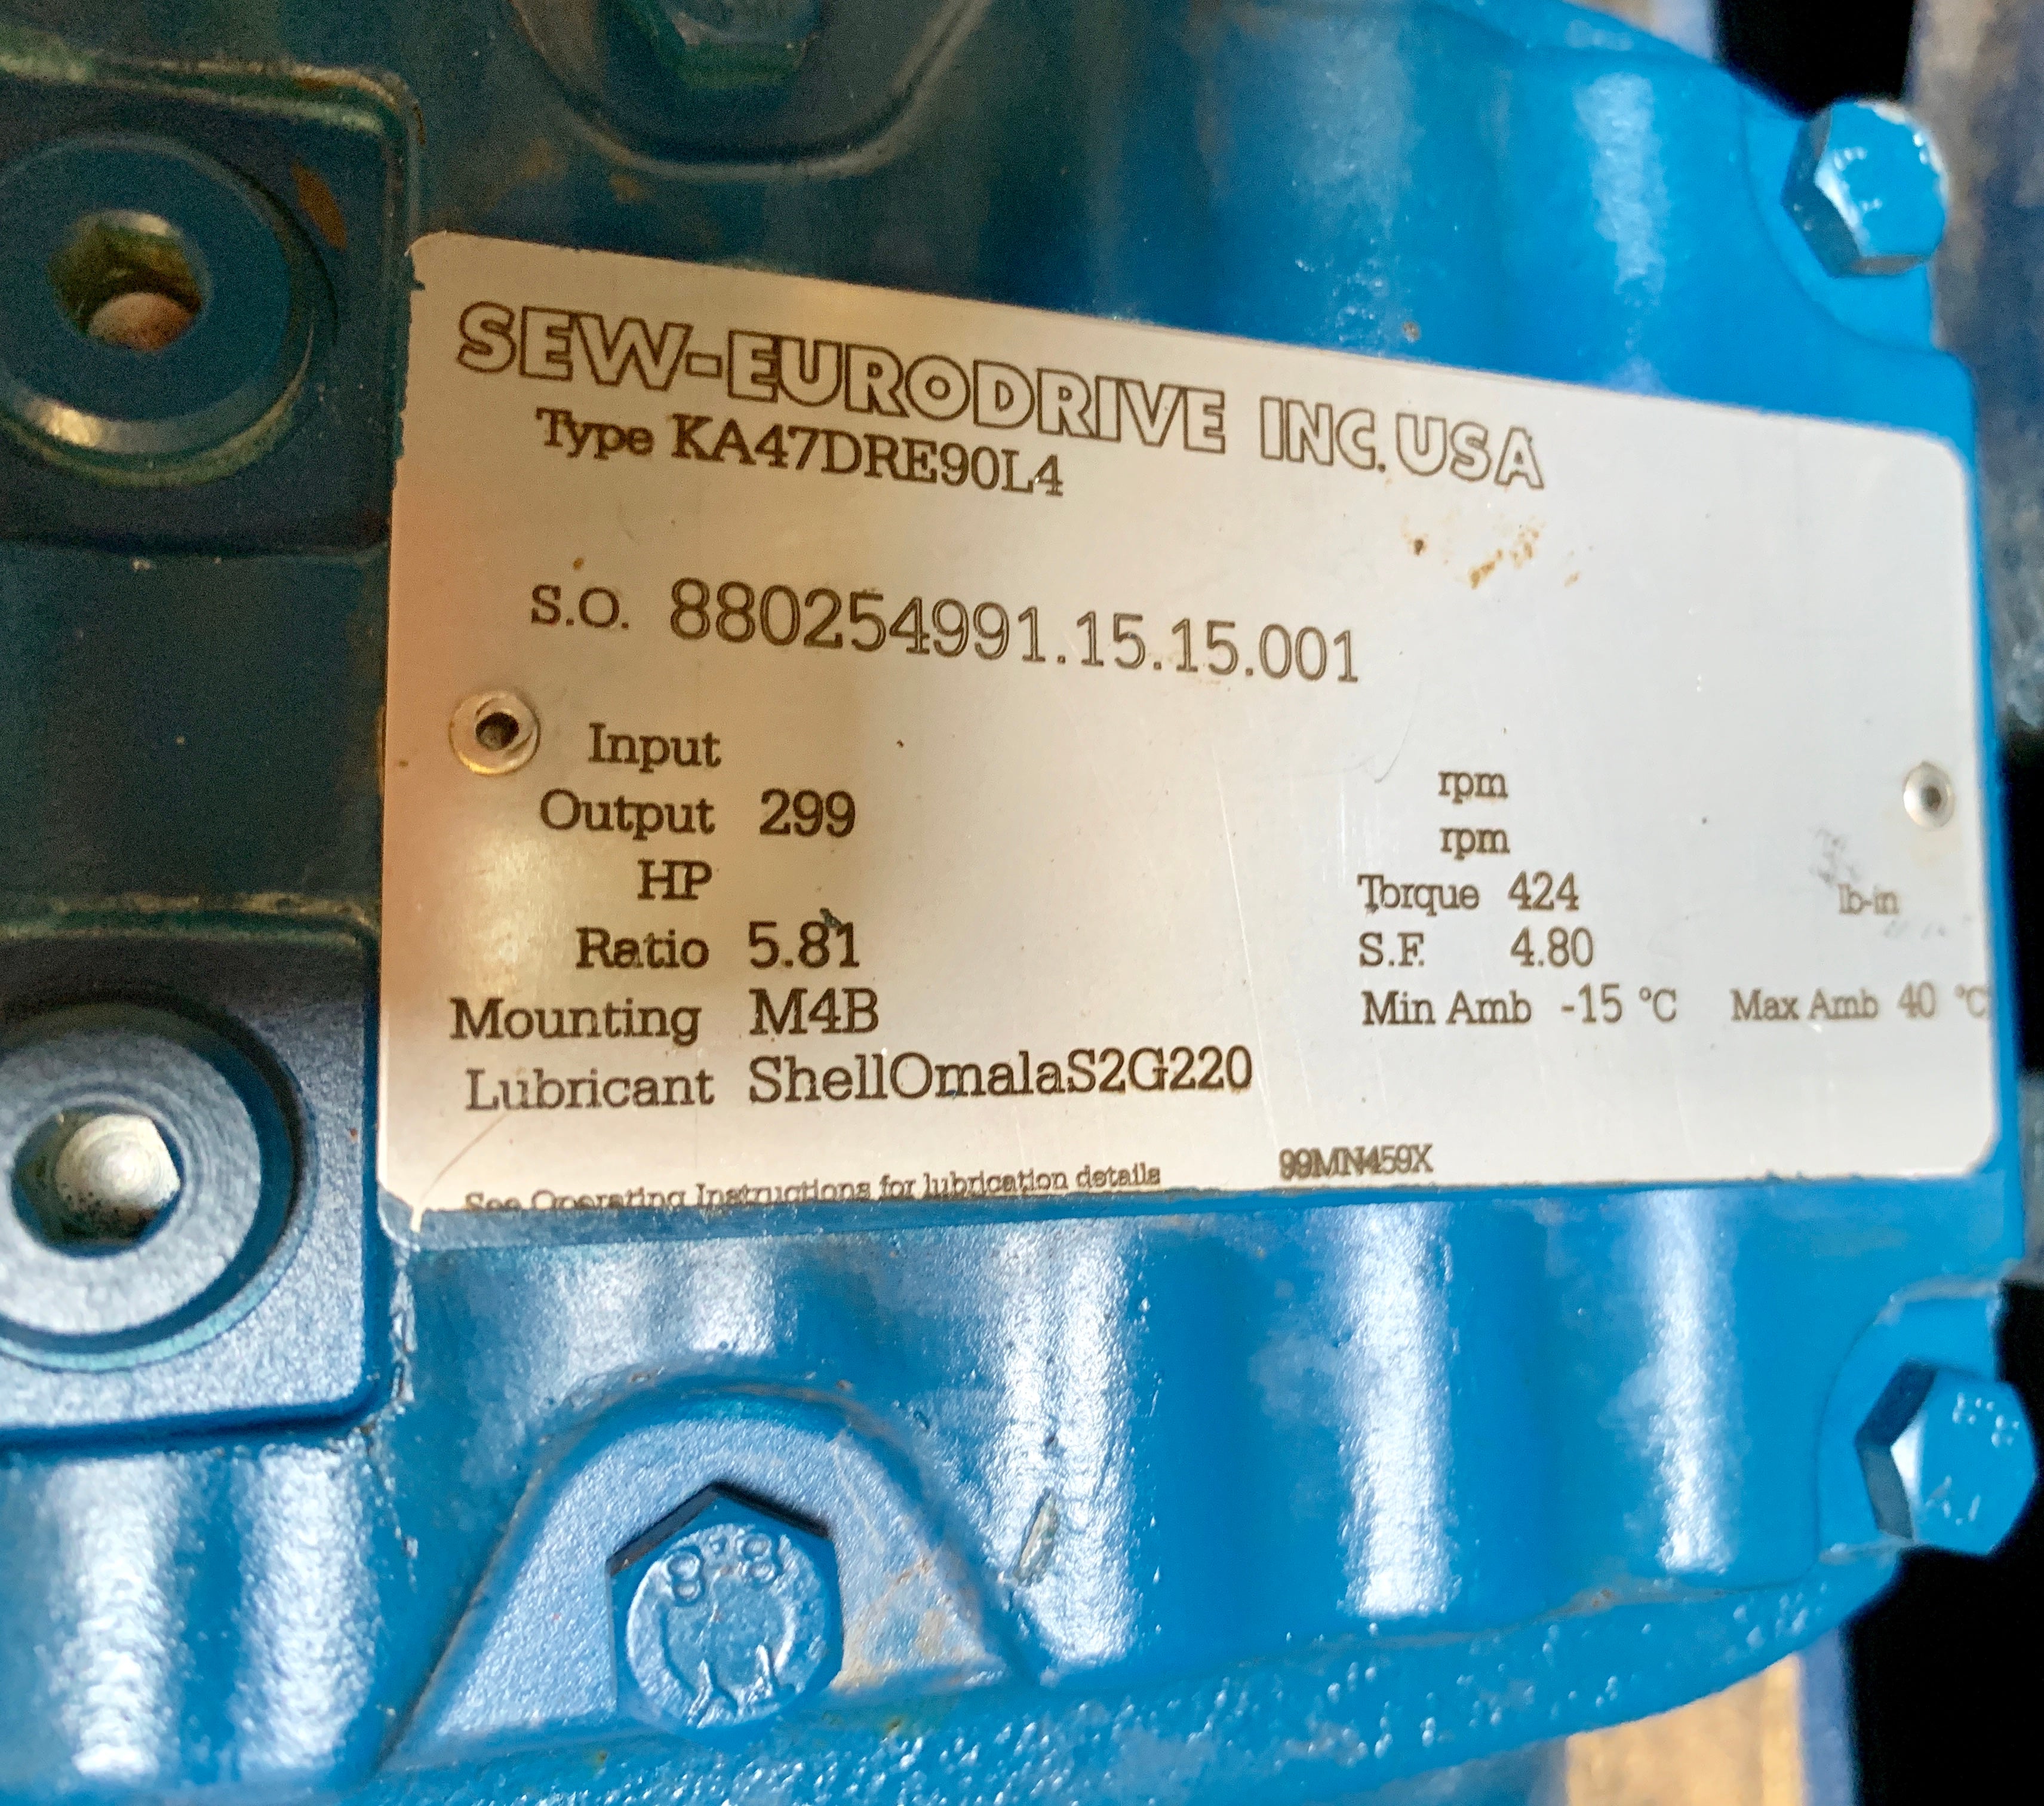 SEW-EURODRIVE INC. USA
Type KA47DRE90L4
S.O. 880254991.15.15.001
Input rpm
Output 299 rpm
HP Torque 424 lb-in
Ratio 5.81 S.F. 4.80
Mounting M4B Min Amb -15 °C Max Amb 40 °C
Lubricant ShellOmalaS2G220
See Operating Instructions for lubrication details 99MN459X
8.8